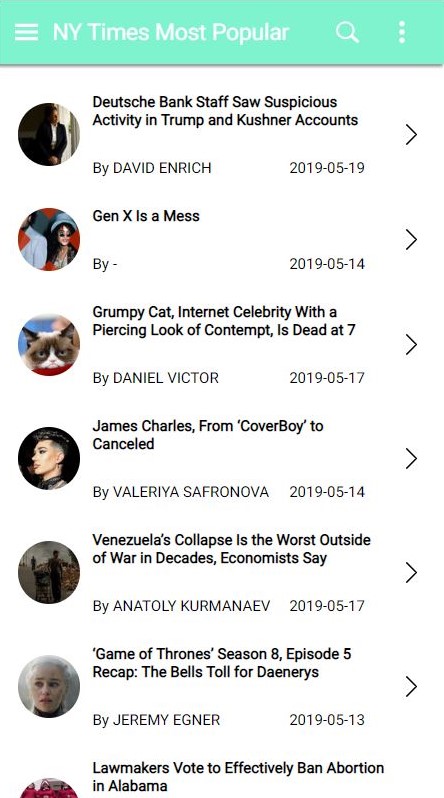 NY Times Most Popular
Deutsche Bank Staff Saw Suspicious
Activity in Trump and Kushner Accounts
By DAVID ENRICH 2019-05-19
Gen X Is a Mess
By - 2019-05-14
Grumpy Cat, Internet Celebrity With a
Piercing Look of Contempt, Is Dead at 7
By DANIEL VICTOR 2019-05-17
James Charles, From ‘CoverBoy’ to
Canceled
By VALERIYA SAFRONOVA 2019-05-14
Venezuela’s Collapse Is the Worst Outside
of War in Decades, Economists Say
By ANATOLY KURMANAEV 2019-05-17
‘Game of Thrones’ Season 8, Episode 5
Recap: The Bells Toll for Daenerys
By JEREMY EGNER 2019-05-13
Lawmakers Vote to Effectively Ban Abortion
in Alabama